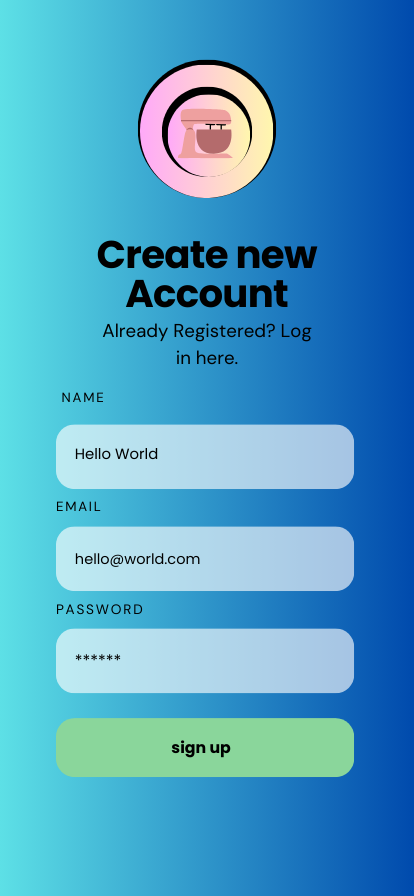 Create new
Account
Already Registered? Log
in here.
NAME
Hello World
EMAIL
hello@world.com
PASSWORD
******
sign up